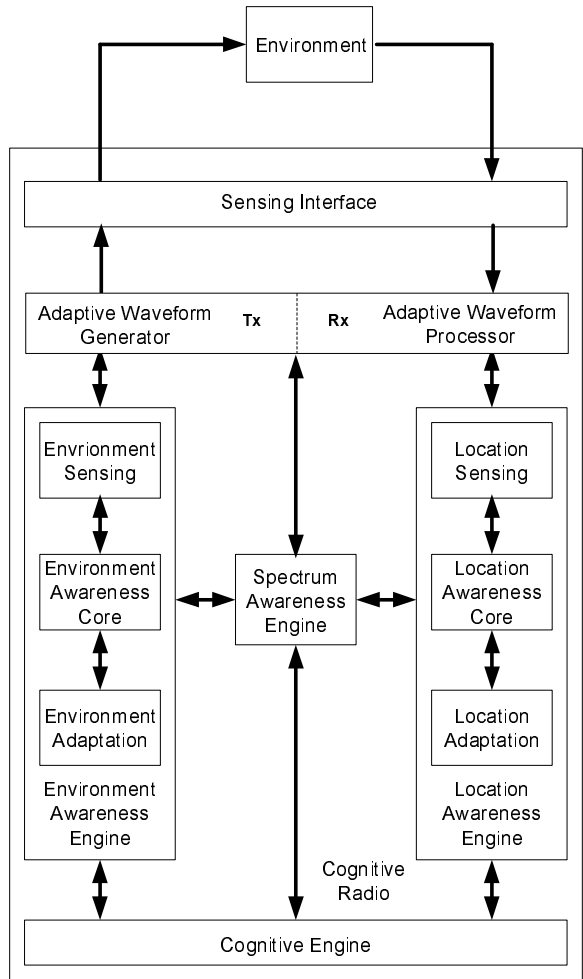 Environment
Sensing Interface
Adaptive Waveform
Generator
Tx
Rx
Adaptive Waveform
Processor
Envrionment
Sensing
Environment
Awareness
Core
Environment
Adaptation
Environment
Awareness
Engine
Spectrum
Awareness
Engine
Location
Sensing
Location
Awareness
Core
Location
Adaptation
Location
Awareness
Engine
Cognitive
Radio
Cognitive Engine